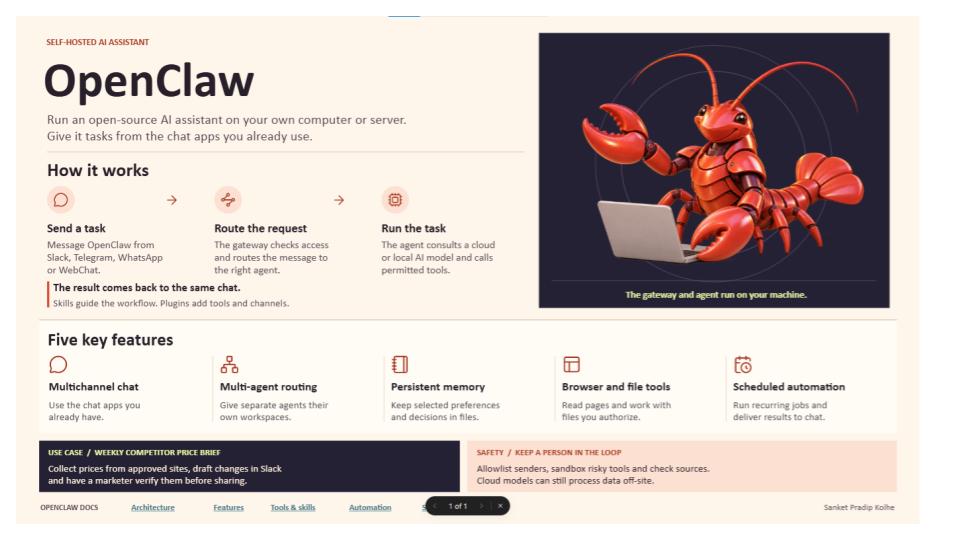 SELF-HOSTED AI ASSISTANT
OpenClaw
Run an open-source AI assistant on your own computer or server.
Give it tasks from the chat apps you already use.
How it works
Send a task
Message OpenClaw from
Slack, Telegram, WhatsApp
or WebChat.
Route the request
The gateway checks access
and routes the message to
the right agent.
Run the task
The agent consults a cloud
or local AI model and calls
permitted tools.
The result comes back to the same chat.
Skills guide the workflow. Plugins add tools and channels.
The gateway and agent run on your machine.
Five key features
Multichannel chat
Use the chat apps you
already have.
Multi-agent routing
Give separate agents their
own workspaces.
Persistent memory
Keep selected preferences
and decisions in files.
Browser and file tools
Read pages and work with
files you authorize.
Scheduled automation
Run recurring jobs and
deliver results to chat.
USE CASE / WEEKLY COMPETITOR PRICE BRIEF
Collect prices from approved sites, draft changes in Slack
and have a marketer verify them before sharing.
SAFETY / KEEP A PERSON IN THE LOOP
Allowlist senders, sandbox risky tools and check sources.
Cloud models can still process data off-site.
OPENCLAW DOCS Architecture Features Tools & skills Automation 1 of 1 Sanket Pradip Kolhe